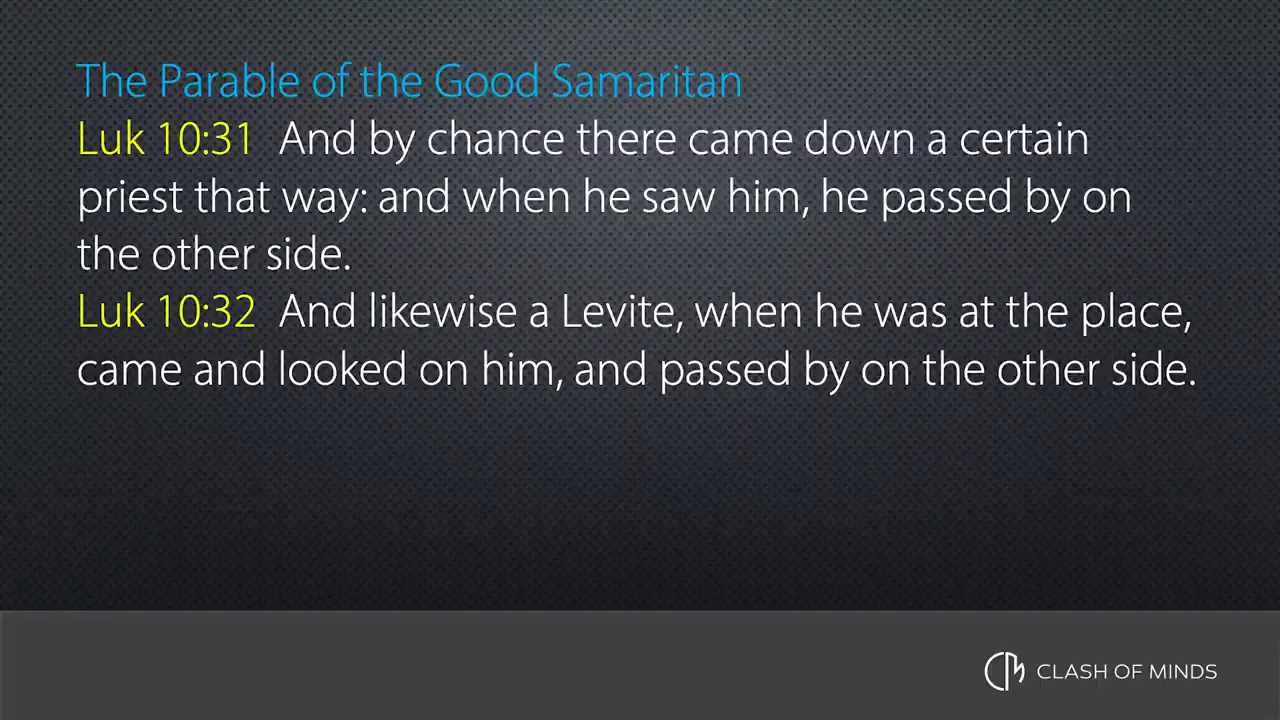 The Parable of the Good Samaritan
Luk 10:31 And by chance there came down a certain
priest that way: and when he saw him, he passed by on
the other side.
Luk 10:32 And likewise a Levite, when he was at the place,
came and looked on him, and passed by on the other side.
CLASH OF MINDS